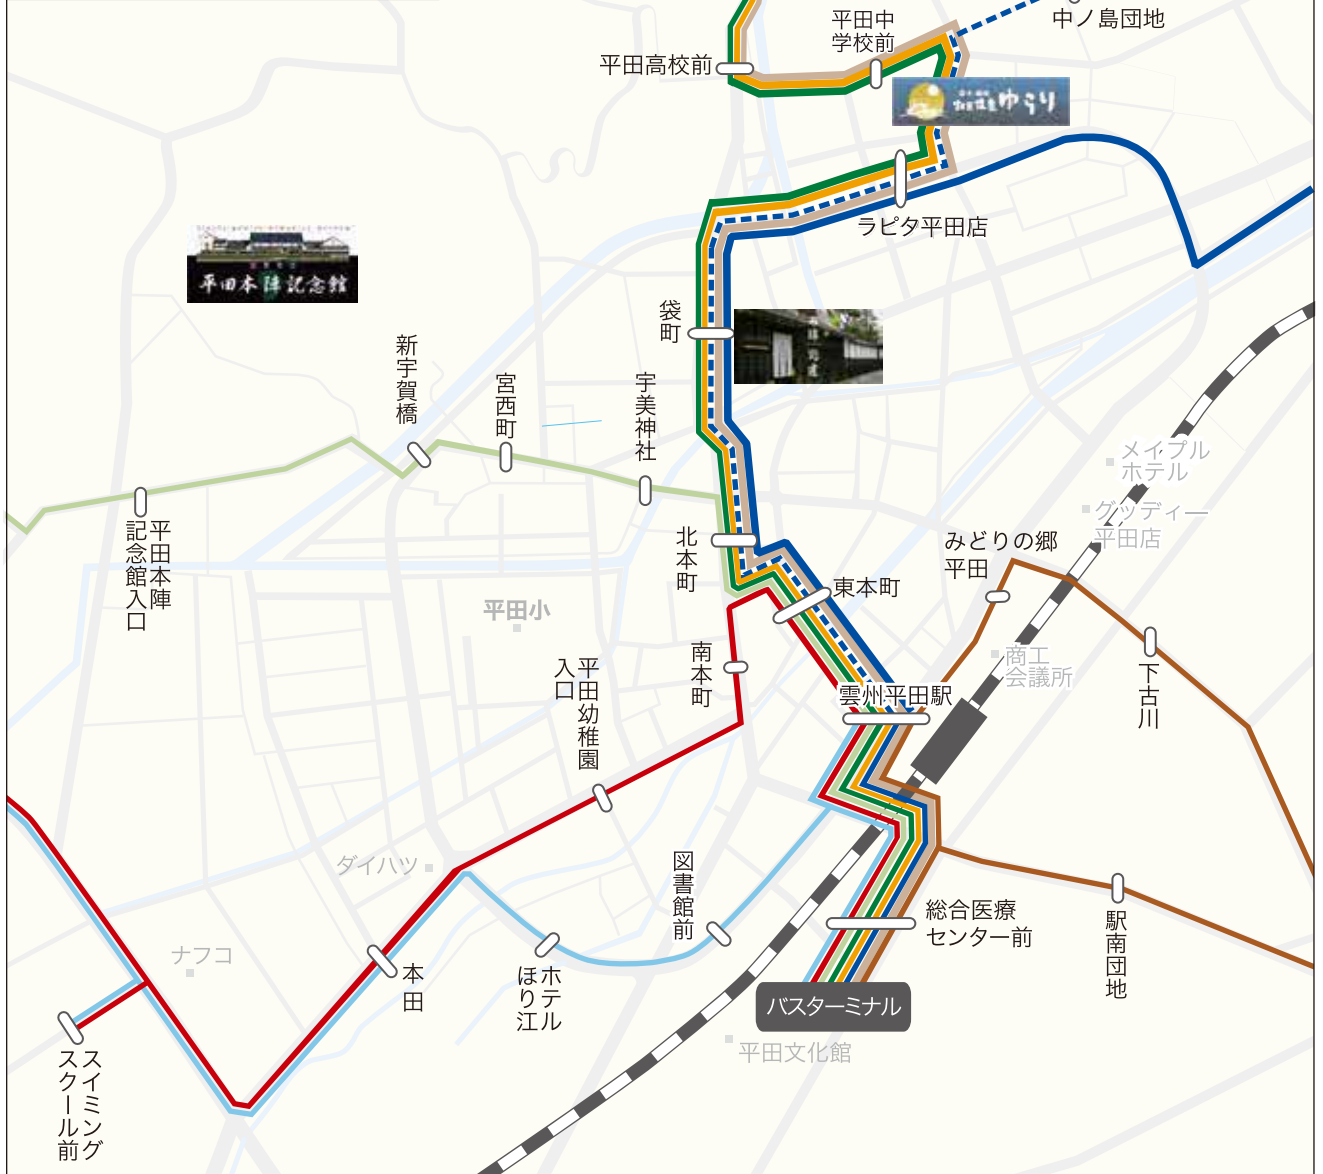 中ノ島団地
平田中
学校前
平田高校前
ゆらり
ラピタ平田店
平田本陣記念館
袋町
新宇賀橋
宮西町
宇美神社
メイプル
ホテル
グッディー
平田店
平田本陣
記念館入口
北本町
みどりの郷
平田
東本町
平田小
南本町
商工
会議所
下古川
平田幼稚園
入口
雲州平田駅
ダイハツ
図書館前
総合医療
センター前
駅南団地
ナフコ
本田
ホテル
ほり江
バスターミナル
平田文化館
スイミング
スクール前